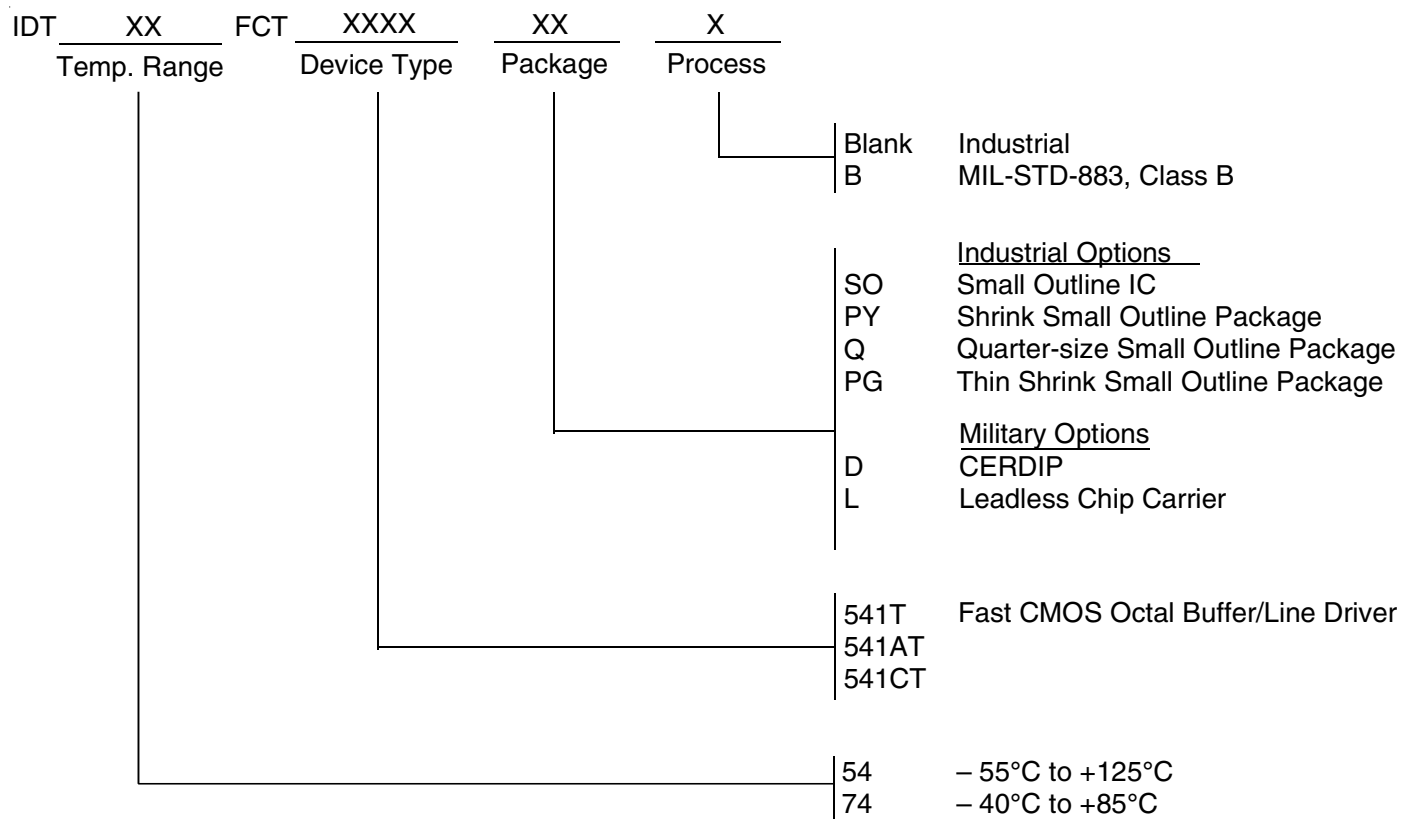 IDT XX FCT XXXX XX X
Temp. Range Device Type Package Process
Blank Industrial
B MIL-STD-883, Class B
Industrial Options
SO Small Outline IC
PY Shrink Small Outline Package
Q Quarter-size Small Outline Package
PG Thin Shrink Small Outline Package
Military Options
D CERDIP
L Leadless Chip Carrier
541T Fast CMOS Octal Buffer/Line Driver
541AT
541CT
54 – 55°C to +125°C
74 – 40°C to +85°C